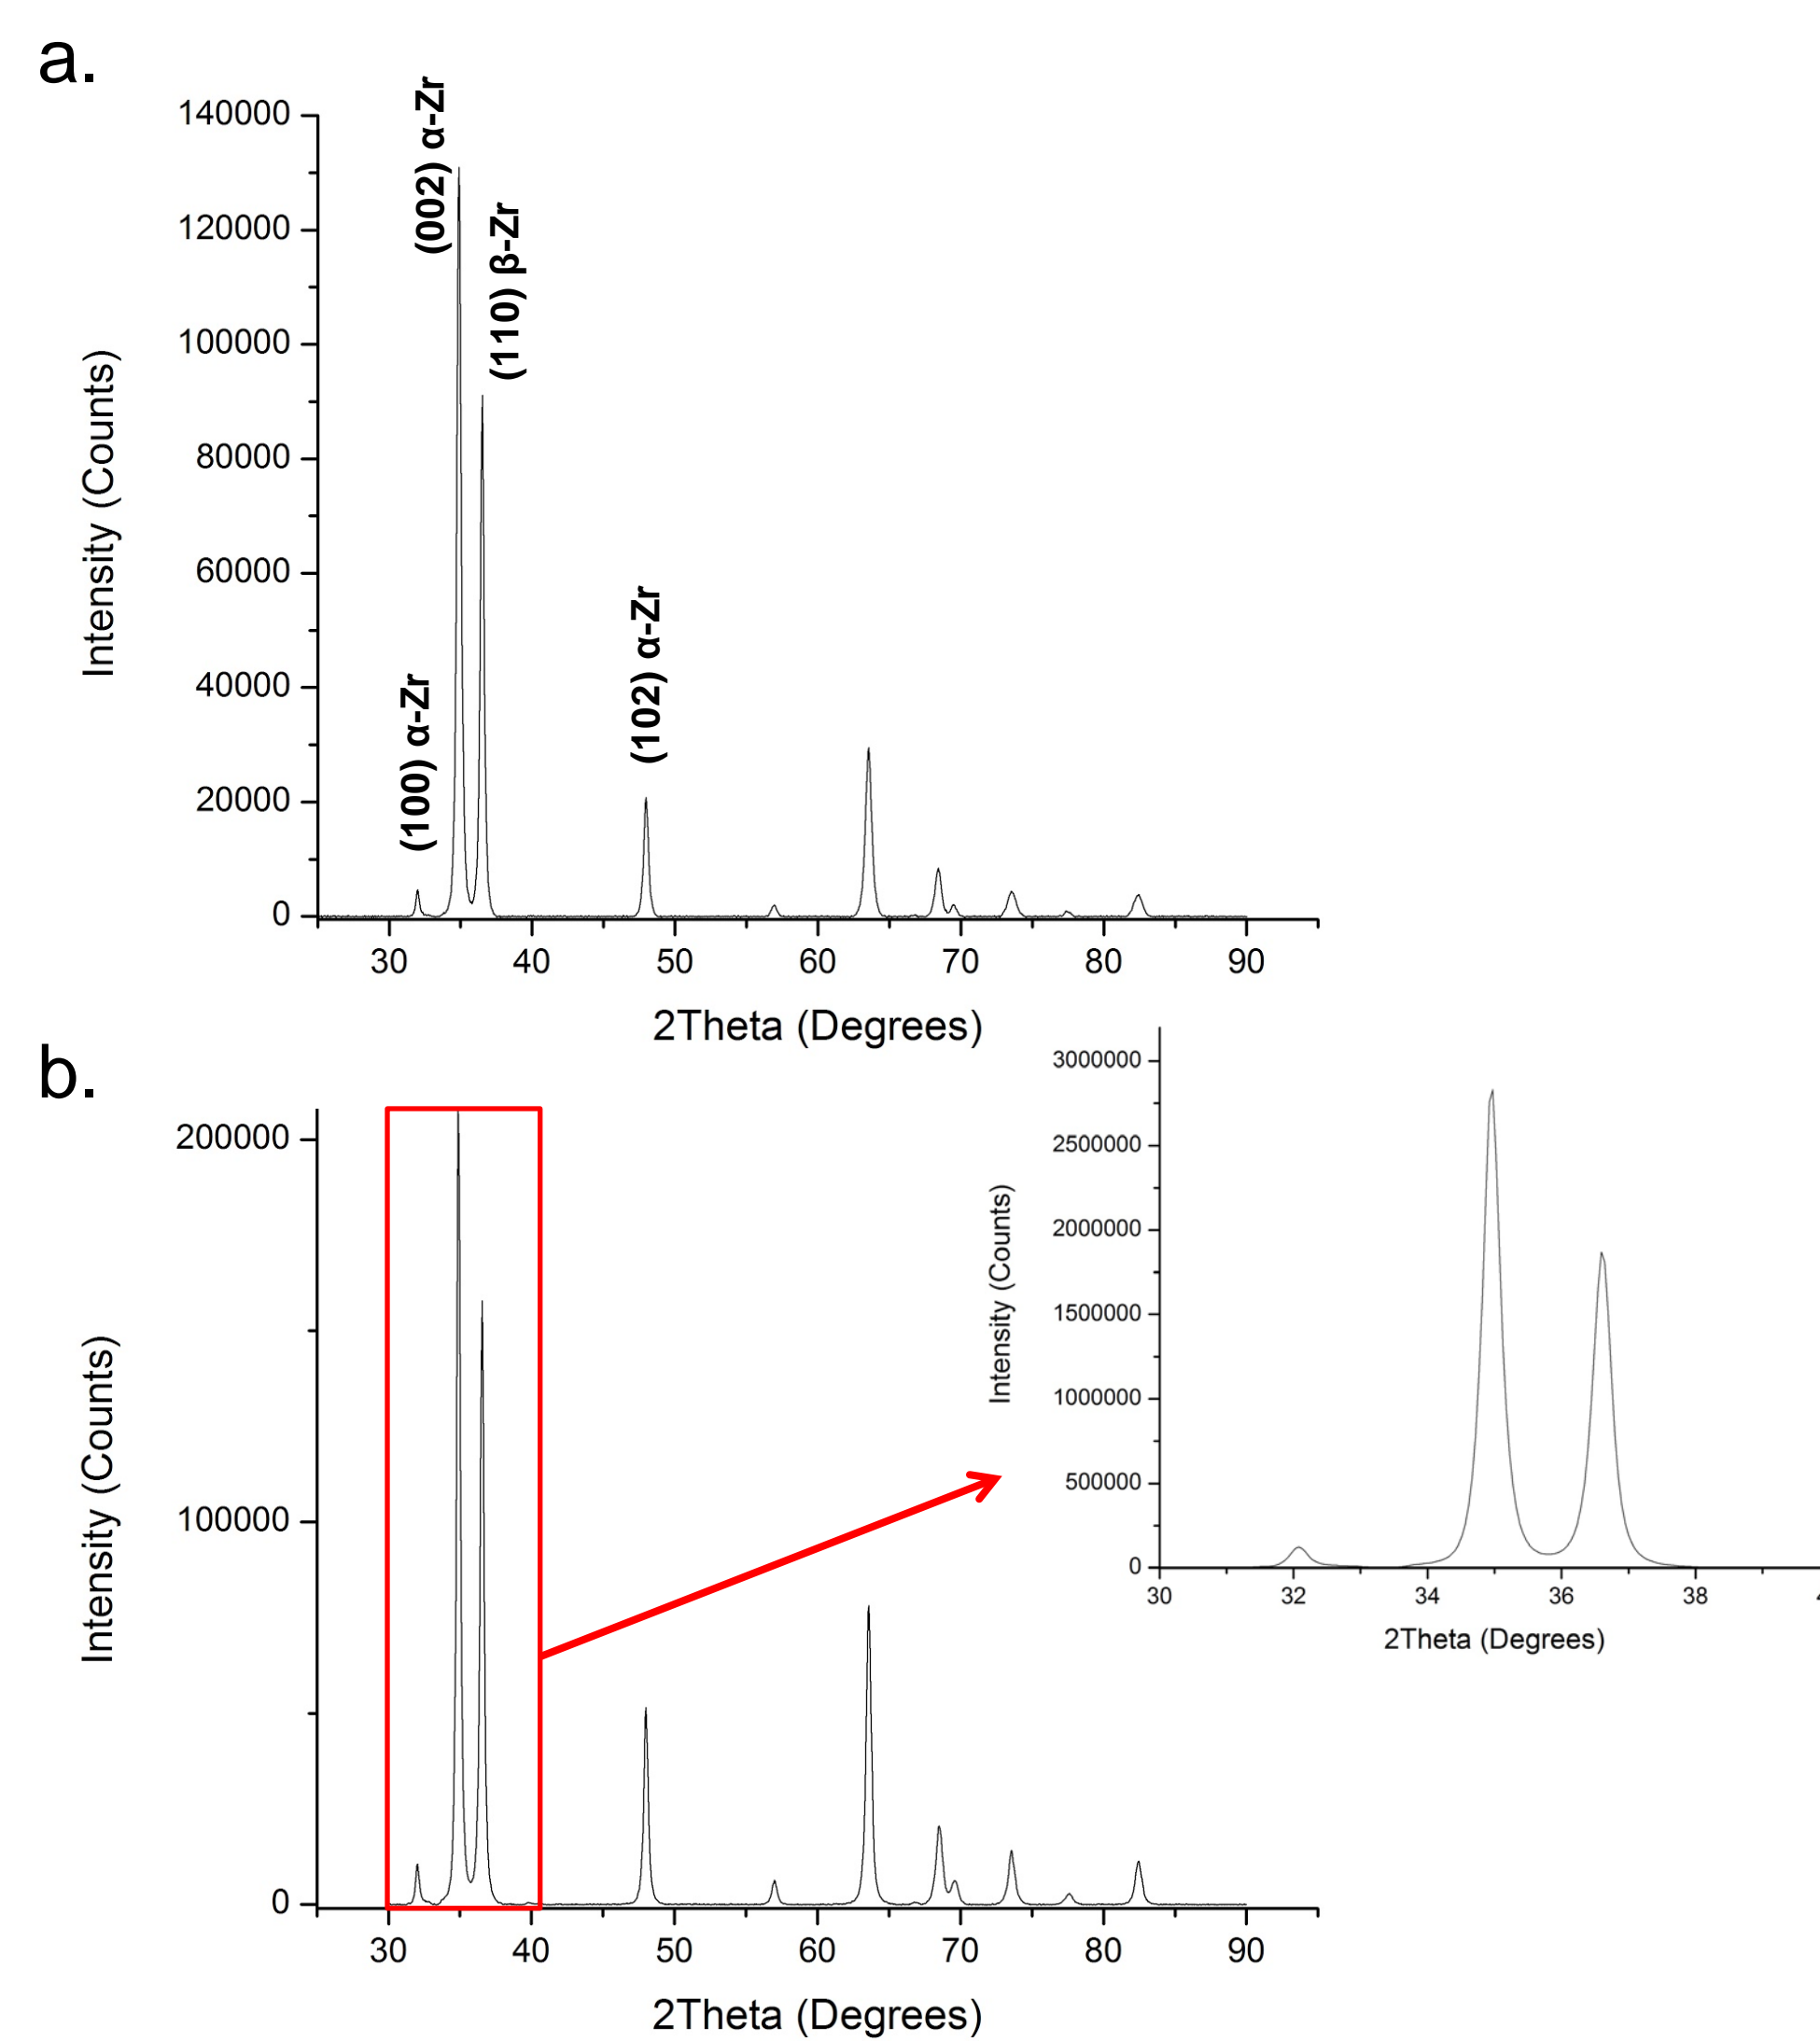 a.
140000
120000
100000
80000
60000
40000
20000
0
Intensity (Counts)
(100) α-Zr
(002) α-Zr
(110) β-Zr
(102) α-Zr
30 40 50 60 70 80 90
2Theta (Degrees)
b.
200000
100000
0
Intensity (Counts)
30 40 50 60 70 80 90
2Theta (Degrees)
3000000
2500000
2000000
1500000
1000000
500000
0
Intensity (Counts)
30 32 34 36 38
2Theta (Degrees)